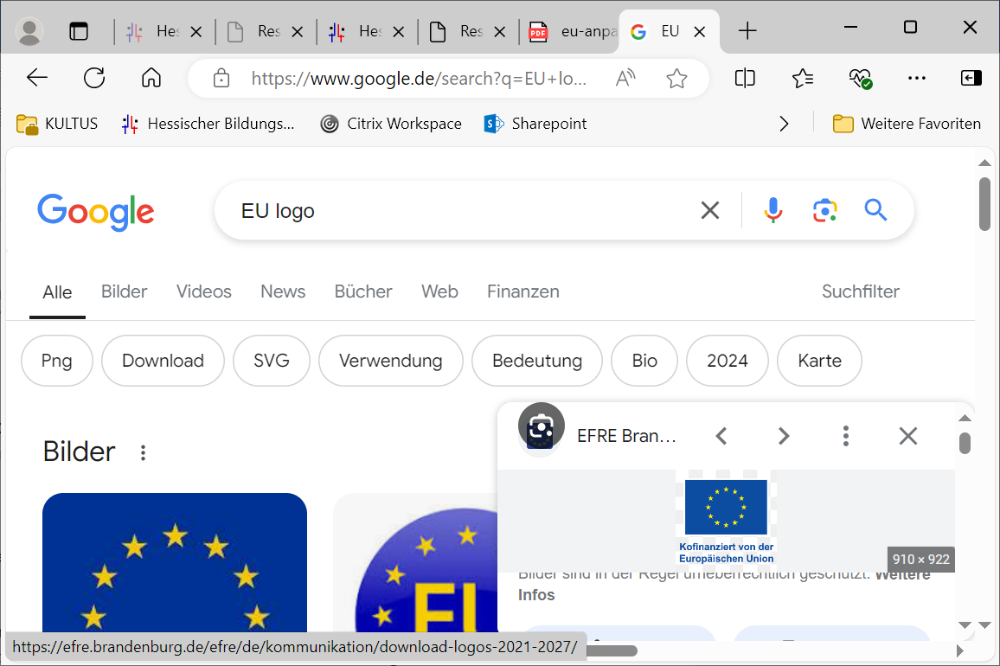 Hes
Res
Hes
Res
PDF
eu-anpa
EU
https://www.google.de/search?q=EU+lo...
KULTUS
Hessischer Bildungs...
Citrix Workspace
Sharepoint
Weitere Favoriten
Google
EU logo
Alle
Bilder
Videos
News
Bücher
Web
Finanzen
Suchfilter
Png
Download
SVG
Verwendung
Bedeutung
Bio
2024
Karte
Bilder
EFRE Bran...
Kofinanziert von der
Europäischen Union
910 × 922
Bilder sind in der Regel urheberrechtlich geschützt. Weitere
Infos
EU
https://efre.brandenburg.de/efre/de/kommunikation/download-logos-2021-2027/